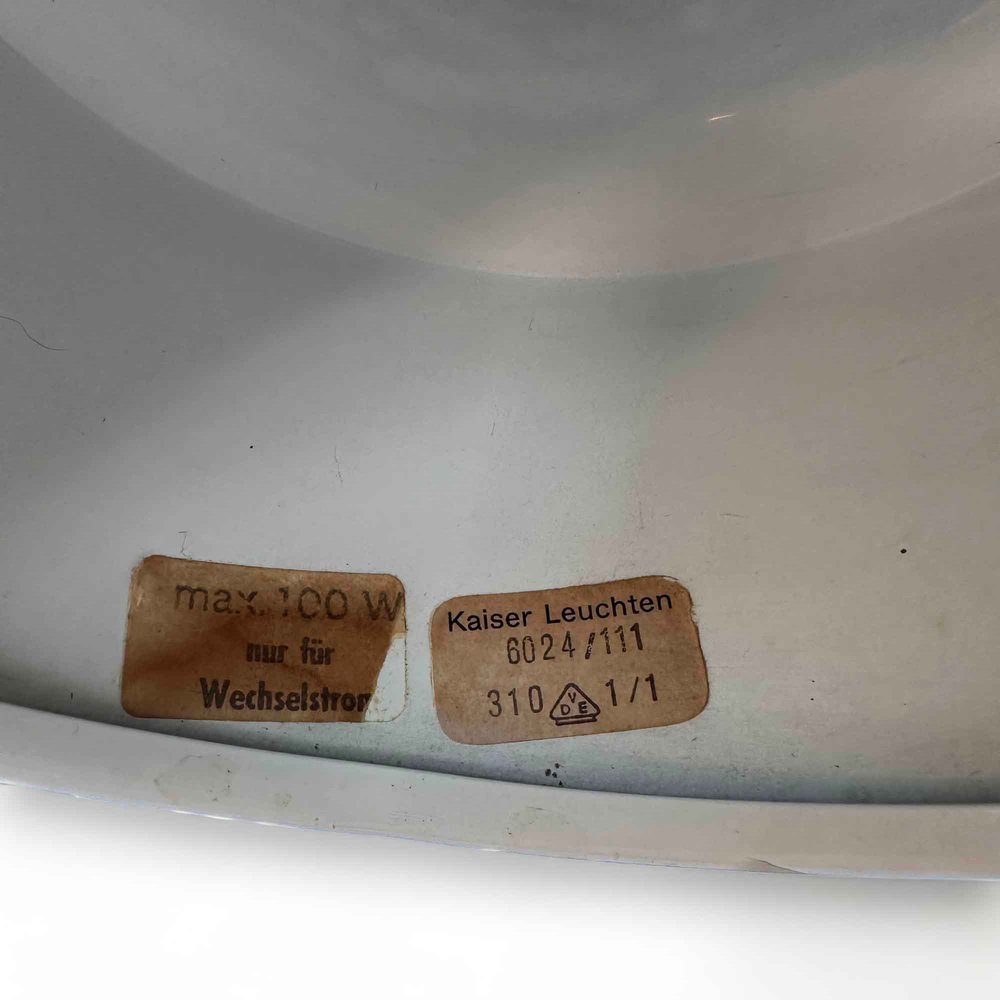 max. 100 W
nur für
Wechselstrom
Kaiser Leuchten
6024/111
310 VDE 1/1